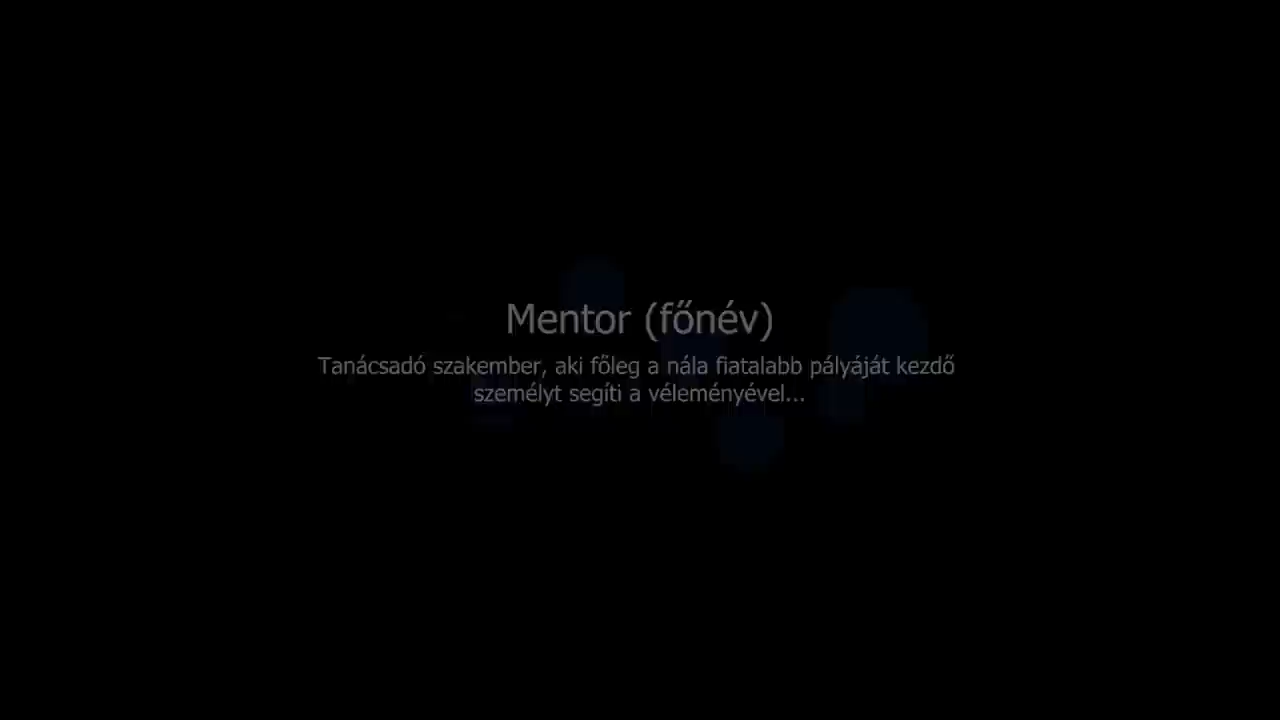 Mentor (főnév)
Tanácsadó szakember, aki főleg a nála fiatalabb pályáját kezdő
személyt segíti a véleményével...